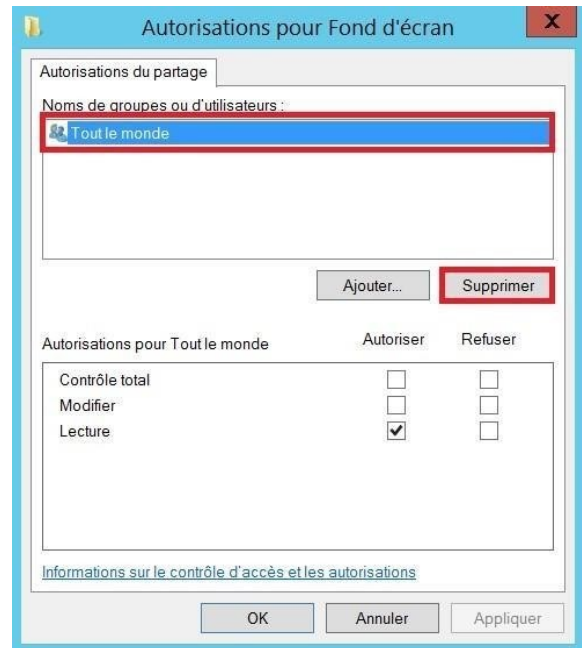 Autorisations pour Fond d'écran
X
Autorisations du partage
Noms de groupes ou d'utilisateurs :
Tout le monde
Ajouter... Supprimer
Autorisations pour Tout le monde Autoriser Refuser
Contrôle total
Modifier
Lecture
Informations sur le contrôle d'accès et les autorisations
OK Annuler Appliquer